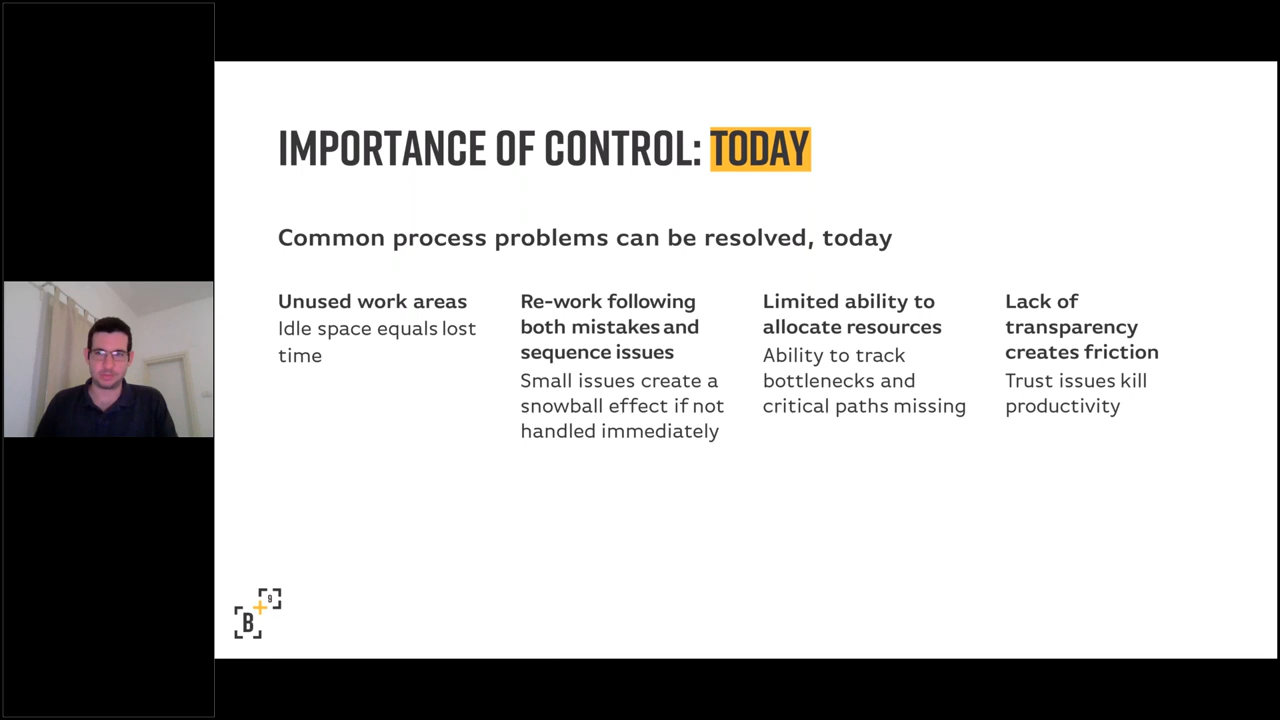 IMPORTANCE OF CONTROL: TODAY
Common process problems can be resolved, today
Unused work areas
Idle space equals lost
time
Re-work following
both mistakes and
sequence issues
Small issues create a
snowball effect if not
handled immediately
Limited ability to
allocate resources
Ability to track
bottlenecks and
critical paths missing
Lack of
transparency
creates friction
Trust issues kill
productivity
9
B